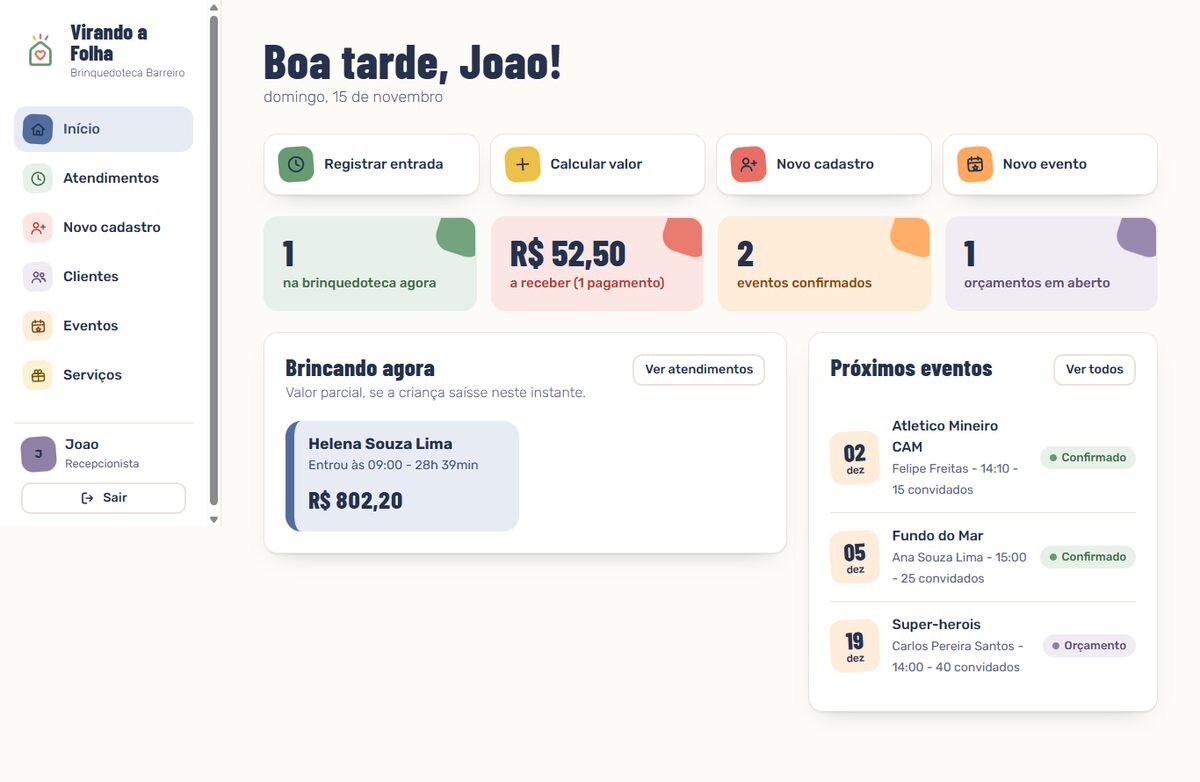 Virando a
Folha
Brinquedoteca Barreiro
Início
Atendimentos
Novo cadastro
Clientes
Eventos
Serviços
J
Joao
Recepcionista
Sair
Boa tarde, Joao!
domingo, 15 de novembro
Registrar entrada
Calcular valor
Novo cadastro
Novo evento
1
na brinquedoteca agora
R$ 52,50
a receber (1 pagamento)
2
eventos confirmados
1
orçamentos em aberto
Brincando agora
Valor parcial, se a criança saísse neste instante.
Ver atendimentos
Helena Souza Lima
Entrou às 09:00 - 28h 39min
R$ 802,20
Próximos eventos
Ver todos
02
dez
Atletico Mineiro
CAM
Felipe Freitas - 14:10 -
15 convidados
Confirmado
05
dez
Fundo do Mar
Ana Souza Lima - 15:00
- 25 convidados
Confirmado
19
dez
Super-herois
Carlos Pereira Santos -
14:00 - 40 convidados
Orçamento